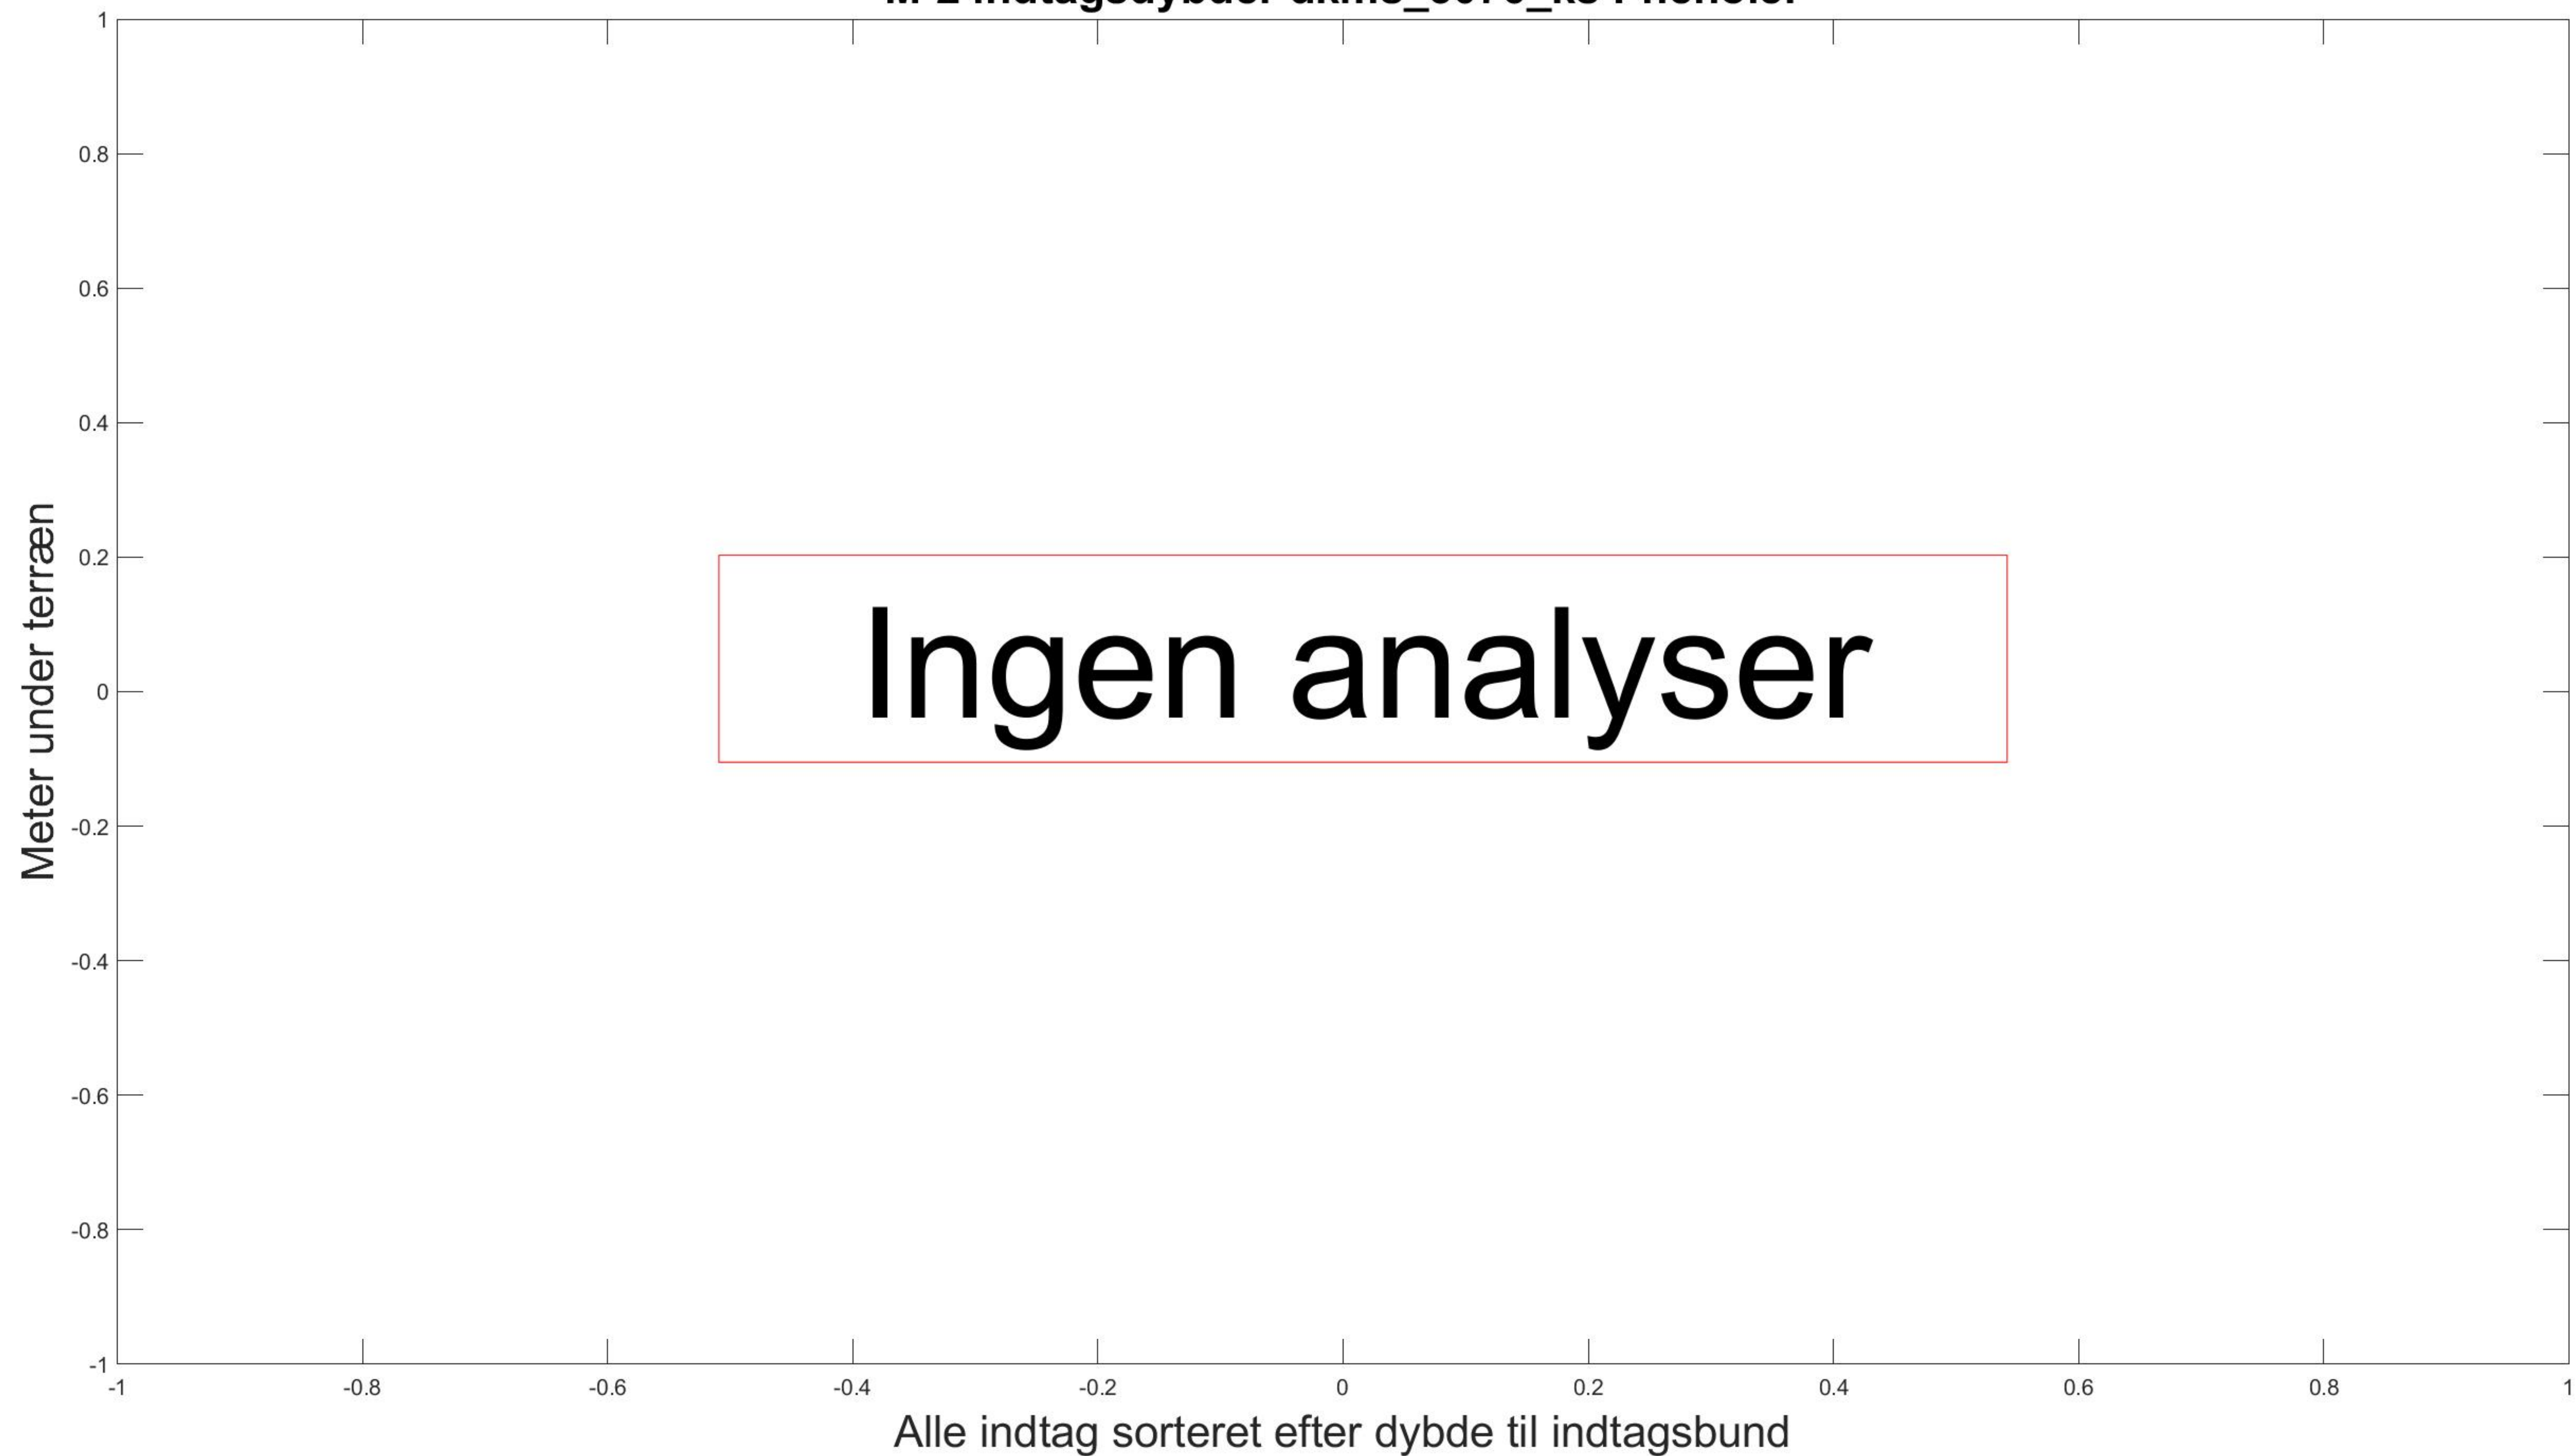 1
0.8
0.6
0.4
0.2
0
-0.2
-0.4
-0.6
-0.8
-1
Meter under terræn
Ingen analyser
-1 -0.8 -0.6 -0.4 -0.2 0 0.2 0.4 0.6 0.8 1
Alle indtag sorteret efter dybde til indtagsbund